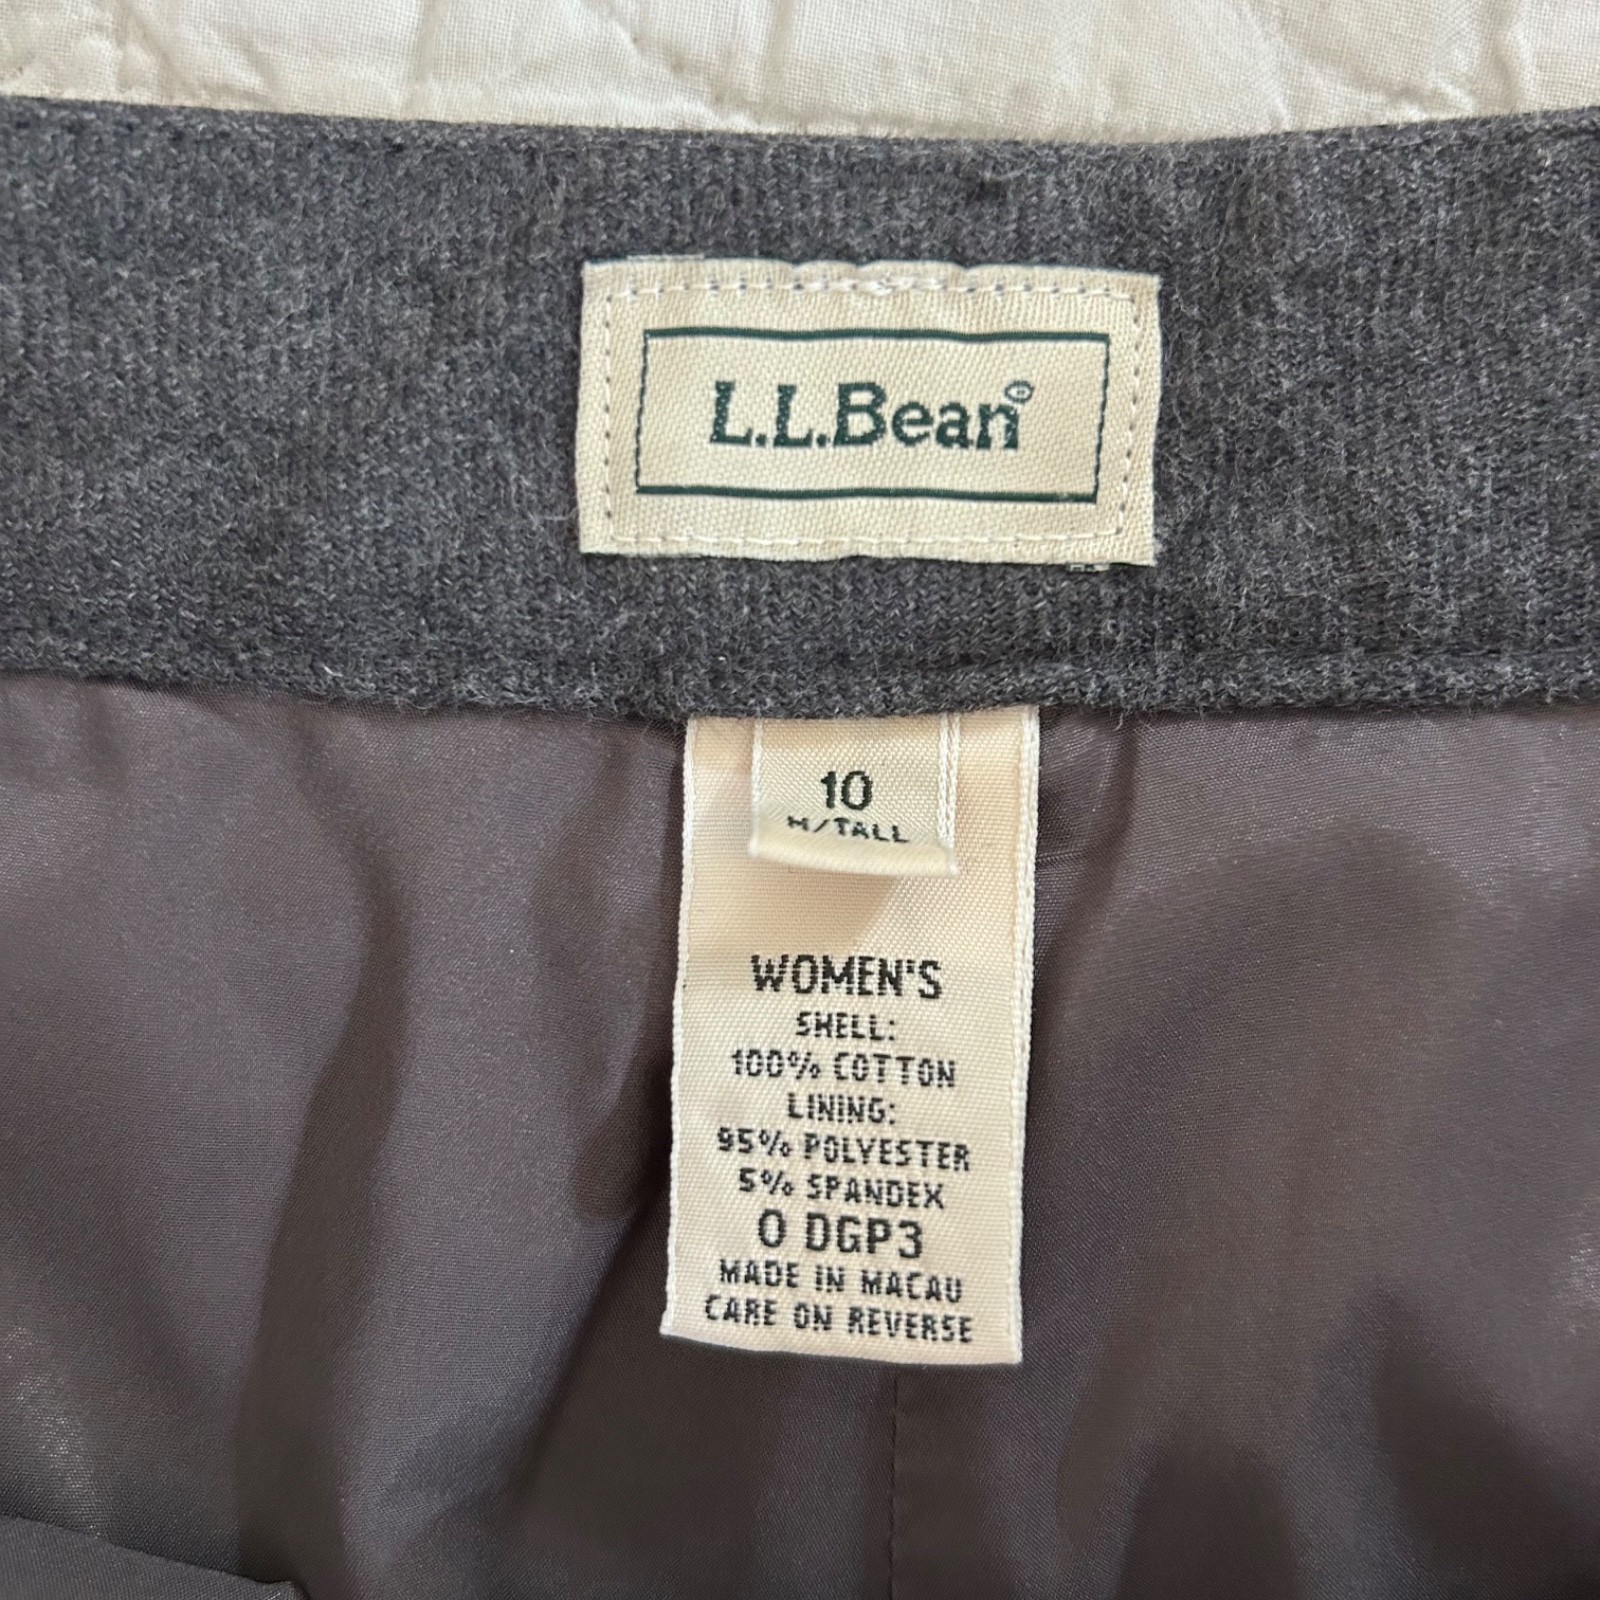 L.L.Bean®
10
M/TALL
WOMEN'S
SHELL:
100% COTTON
LINING:
95% POLYESTER
5% SPANDEX
0 DGP3
MADE IN MACAU
CARE ON REVERSE